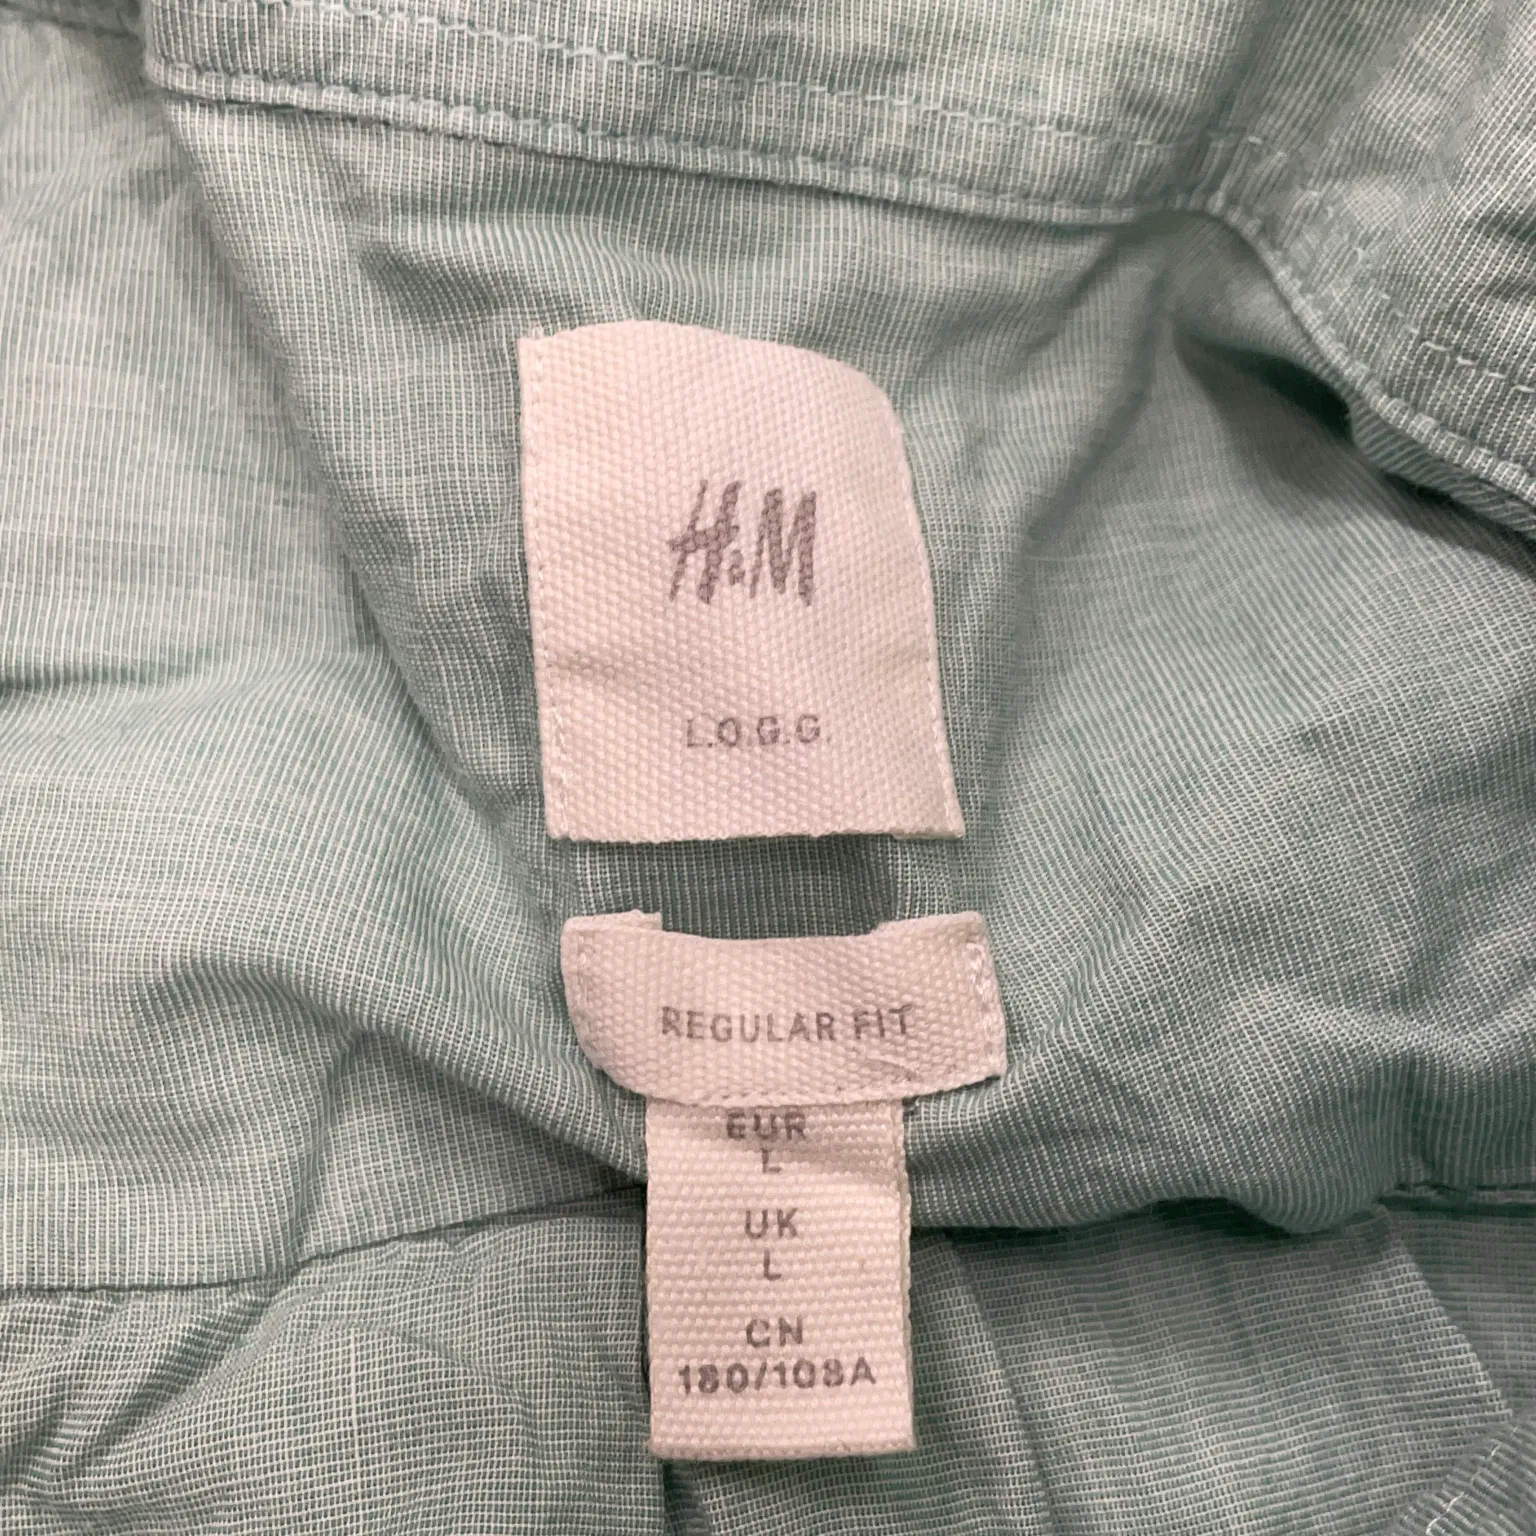 H&M
L.O.G.G.
REGULAR FIT
EUR
L
UK
L
CN
180/108A